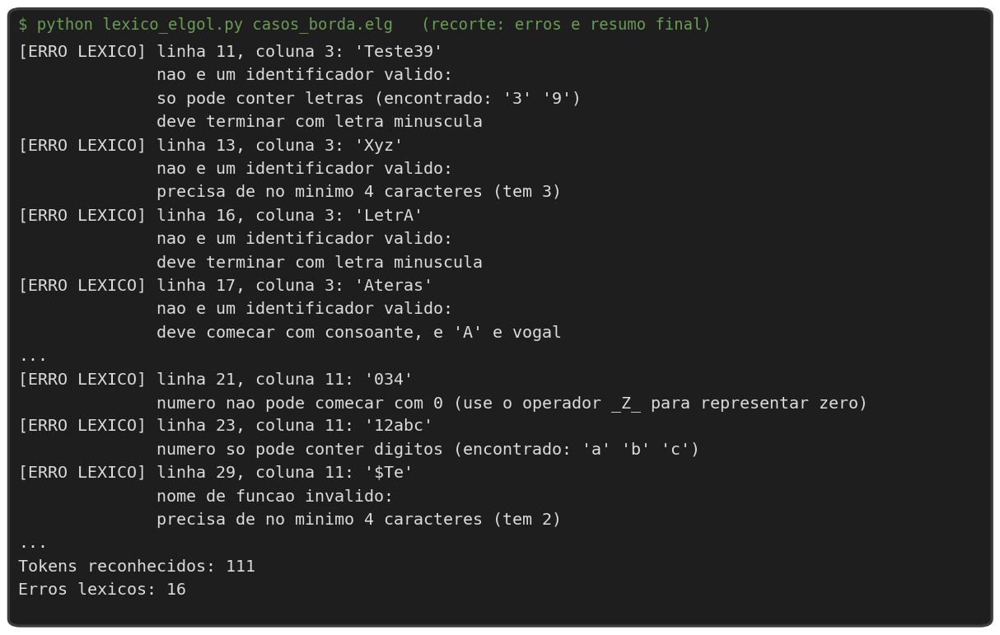 $ python lexico_elgol.py casos_borda.elg   (recorte: erros e resumo final)
[ERRO LEXICO] linha 11, coluna 3: 'Teste39'
              nao e um identificador valido:
              so pode conter letras (encontrado: '3' '9')
              deve terminar com letra minuscula
[ERRO LEXICO] linha 13, coluna 3: 'Xyz'
              nao e um identificador valido:
              precisa de no minimo 4 caracteres (tem 3)
[ERRO LEXICO] linha 16, coluna 3: 'LetrA'
              nao e um identificador valido:
              deve terminar com letra minuscula
[ERRO LEXICO] linha 17, coluna 3: 'Ateras'
              nao e um identificador valido:
              deve comecar com consoante, e 'A' e vogal
...
[ERRO LEXICO] linha 21, coluna 11: '034'
              numero nao pode comecar com 0 (use o operador _Z_ para representar zero)
[ERRO LEXICO] linha 23, coluna 11: '12abc'
              numero so pode conter digitos (encontrado: 'a' 'b' 'c')
[ERRO LEXICO] linha 29, coluna 11: '$Te'
              nome de funcao invalido:
              precisa de no minimo 4 caracteres (tem 2)
...
Tokens reconhecidos: 111
Erros lexicos: 16